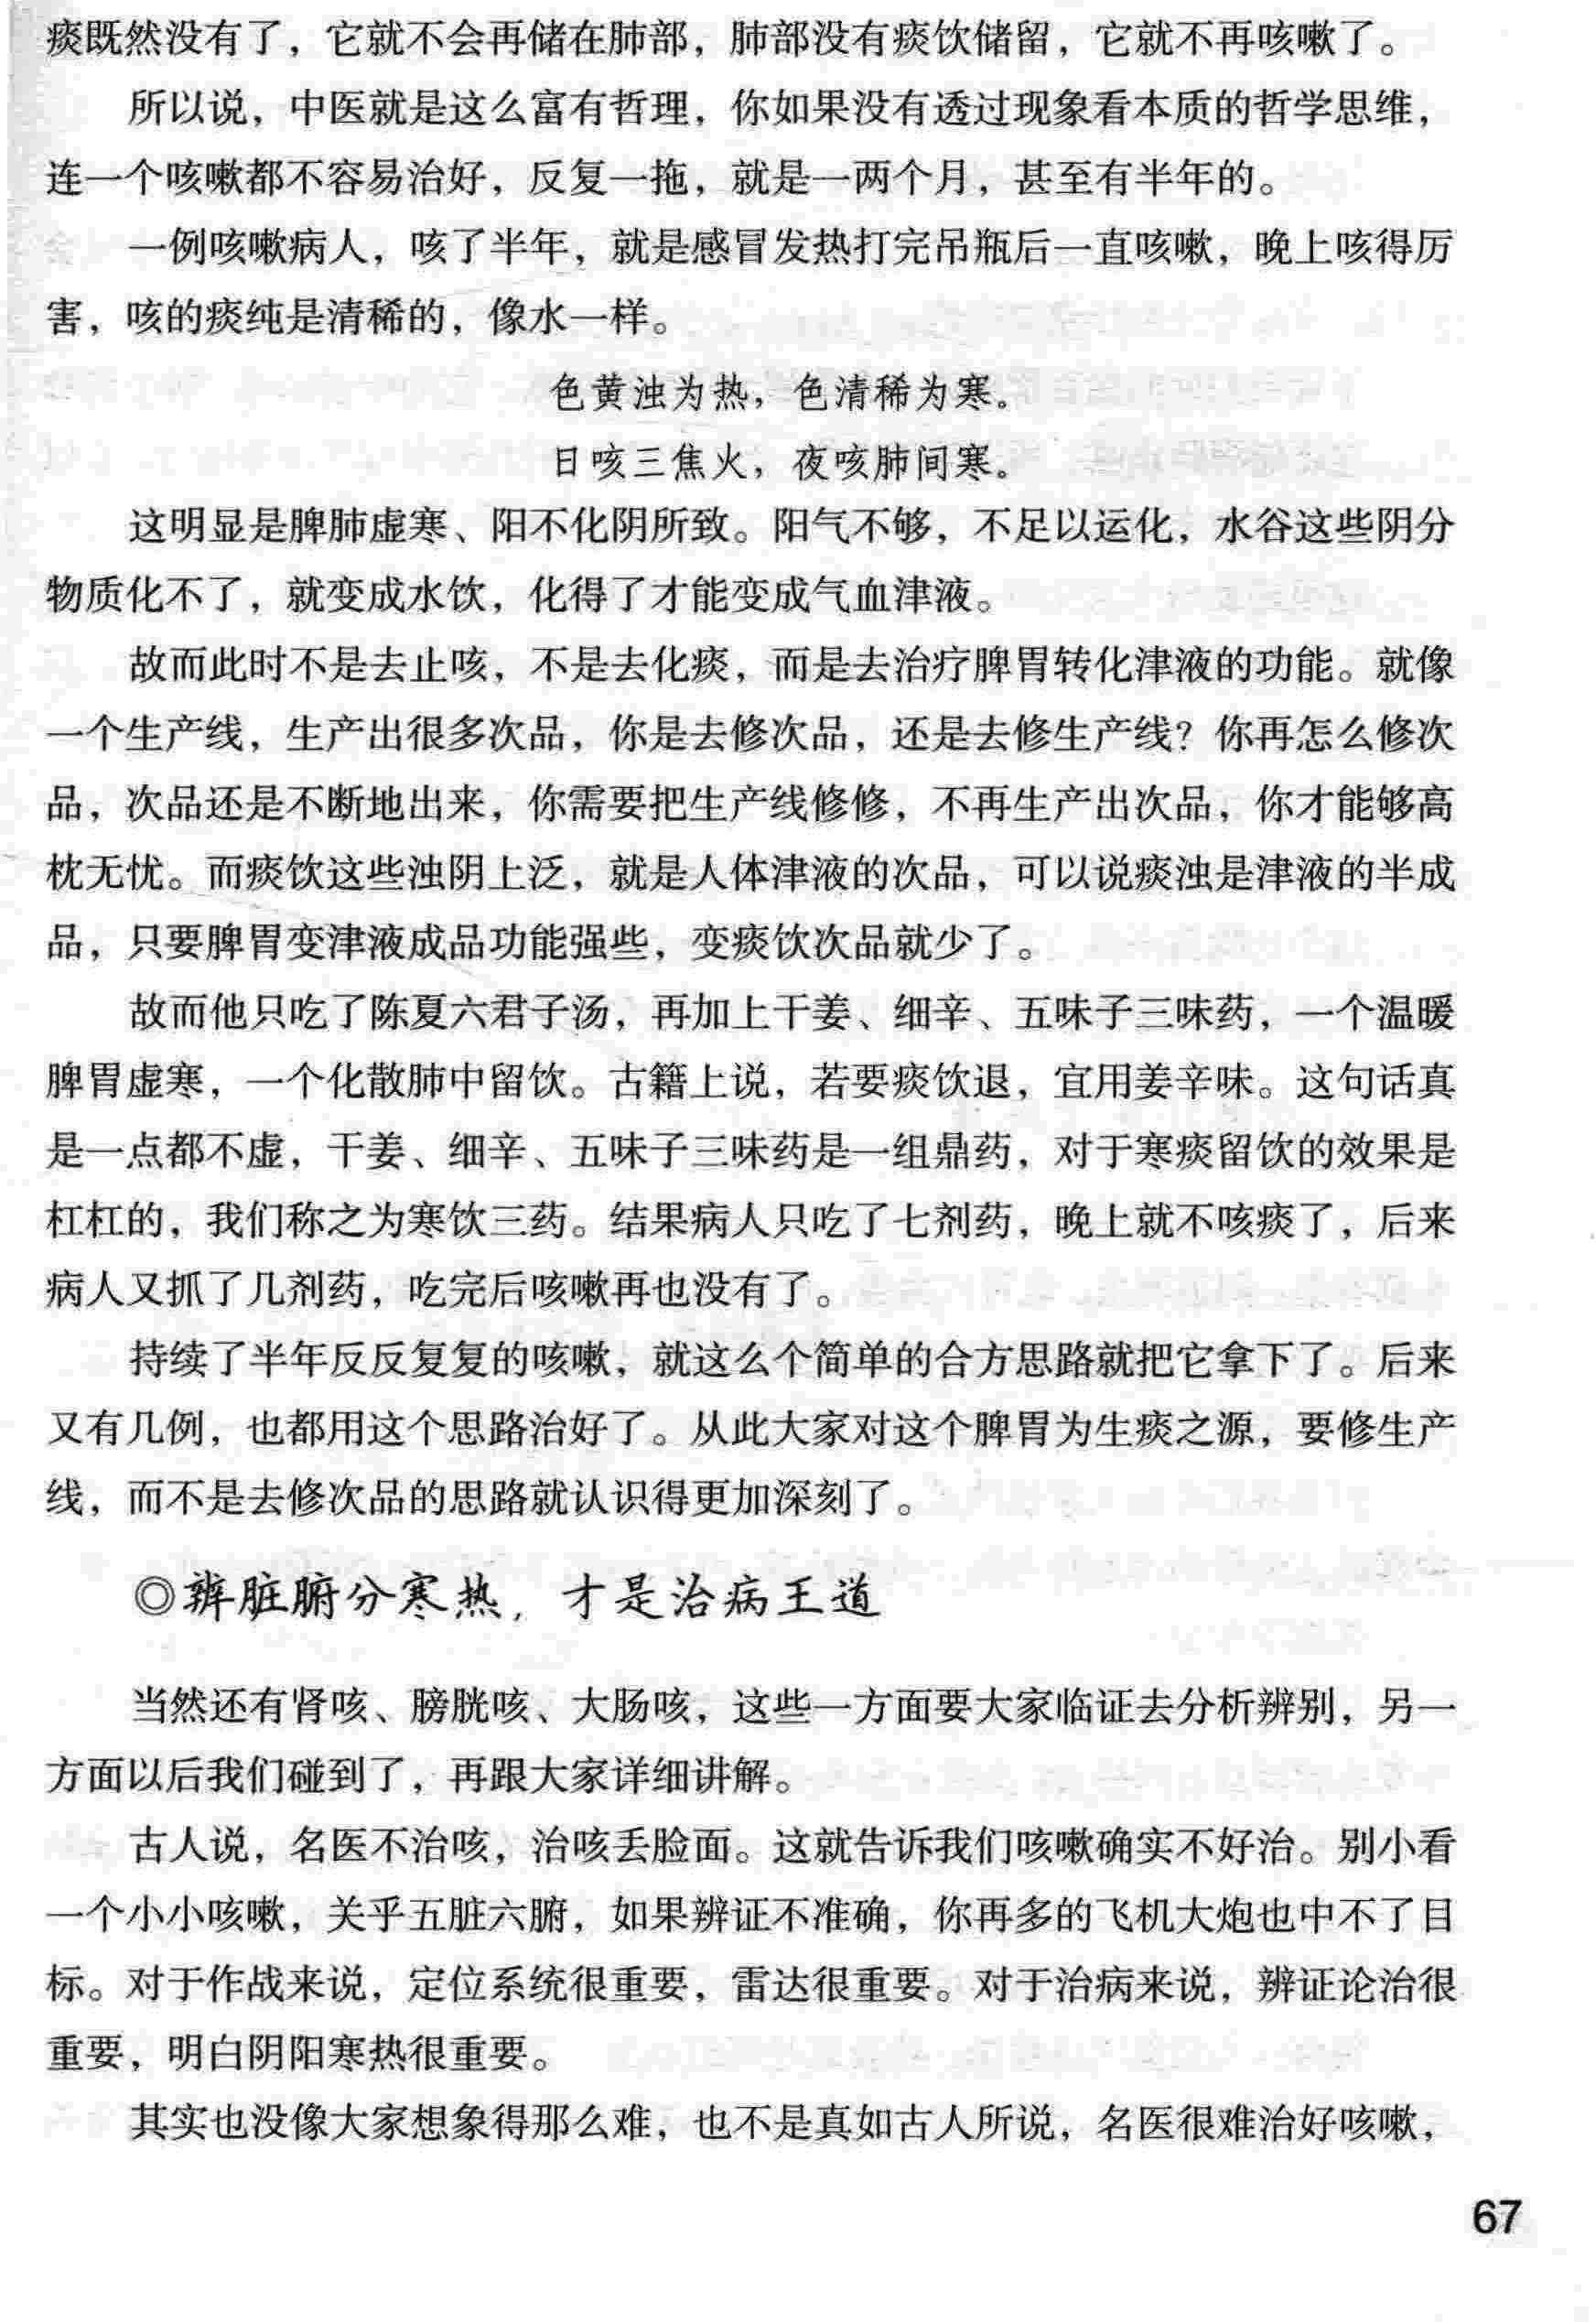 痰既然没有了，它就不会再储在肺部，肺部没有痰饮储留，它就不再咳嗽了。
所以说，中医就是这么富有哲理，你如果没有透过现象看本质的哲学思维，
连一个咳嗽都不容易治好，反复一拖，就是一两个月，甚至有半年的。
一例咳嗽病人，咳了半年，就是感冒发热打完吊瓶后一直咳嗽，晚上咳得厉
害，咳的痰纯是清稀的，像水一样。
色黄浊为热，色清稀为寒。
日咳三焦火，夜咳肺间寒。
这明显是脾肺虚寒、阳不化阴所致。阳气不够，不足以运化，水谷这些阴分
物质化不了，就变成水饮，化得了才能变成气血津液。
故而此时不是去止咳，不是去化痰，而是去治疗脾胃转化津液的功能。就像
一个生产线，生产出很多次品，你是去修次品，还是去修生产线？你再怎么修次
品，次品还是不断地出来，你需要把生产线修修，不再生产出次品，你才能够高
枕无忧。而痰饮这些浊阴上泛，就是人体津液的次品，可以说痰浊是津液的半成
品，只要脾胃变津液成品功能强些，变痰饮次品就少了。
故而他只吃了陈夏六君子汤，再加上干姜、细辛、五味子三味药，一个温暖
脾胃虚寒，一个化散肺中留饮。古籍上说，若要痰饮退，宜用姜辛味。这句话真
是一点都不虚，干姜、细辛、五味子三味药是一组鼎药，对于寒痰留饮的效果是
杠杠的，我们称之为寒饮三药。结果病人只吃了七剂药，晚上就不咳痰了，后来
病人又抓了几剂药，吃完后咳嗽再也没有了。
持续了半年反反复复的咳嗽，就这么个简单的合方思路就把它拿下了。后来
又有几例，也都用这个思路治好了。从此大家对这个脾胃为生痰之源，要修生产
线，而不是去修次品的思路就认识得更加深刻了。
◎辨脏腑分寒热，才是治病王道
当然还有肾咳、膀胱咳、大肠咳，这些一方面要大家临证去分析辨别，另一
方面以后我们碰到了，再跟大家详细讲解。
古人说，名医不治咳，治咳丢脸面。这就告诉我们咳嗽确实不好治。别小看
一个小小咳嗽，关乎五脏六腑，如果辨证不准确，你再多的飞机大炮也中不了目
标。对于作战来说，定位系统很重要，雷达很重要。对于治病来说，辨证论治很
重要，明白阴阳寒热很重要。
其实也没像大家想象得那么难，也不是真如古人所说，名医很难治好咳嗽，
67